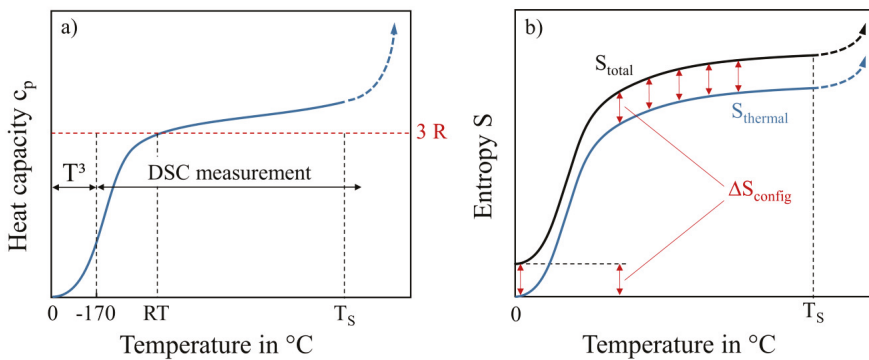 a)
Heat capacity cₚ
3 R
T³
DSC measurement
0 -170 RT T_S
Temperature in °C
b)
Entropy S
S_total
S_thermal
ΔS_config
0 T_S
Temperature in °C